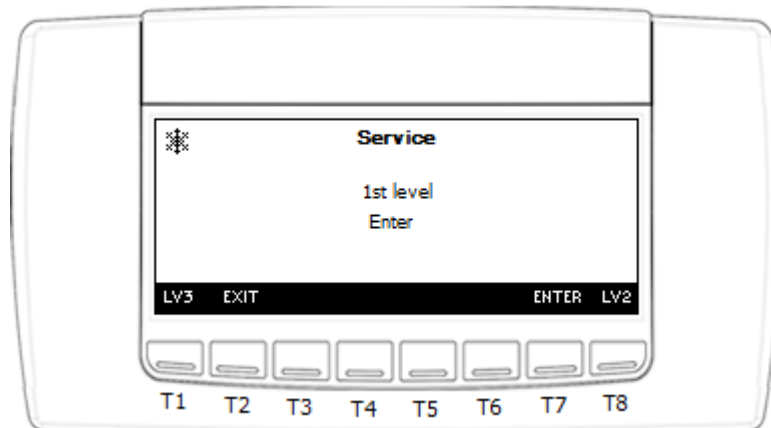 Service
1st level
Enter
LV3 EXIT ENTER LV2
T1 T2 T3 T4 T5 T6 T7 T8